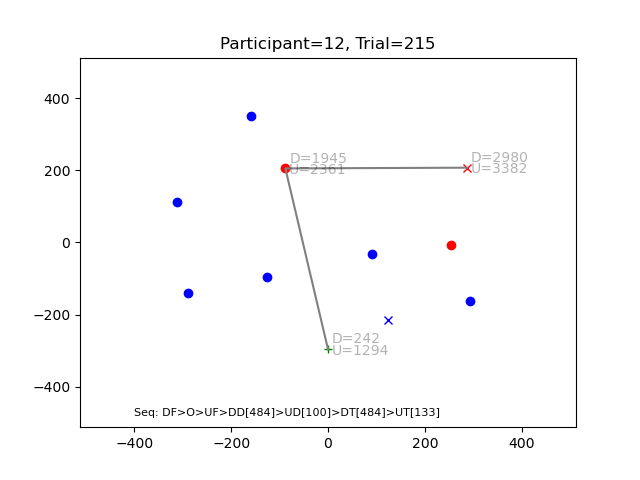 Participant=12, Trial=215
400
200
0
−200
−400
D=1945
U=2361
D=2980
U=3382
D=242
U=1294
Seq: DF>O>UF>DD[484]>UD[100]>DT[484]>UT[133]
−400 −200 0 200 400